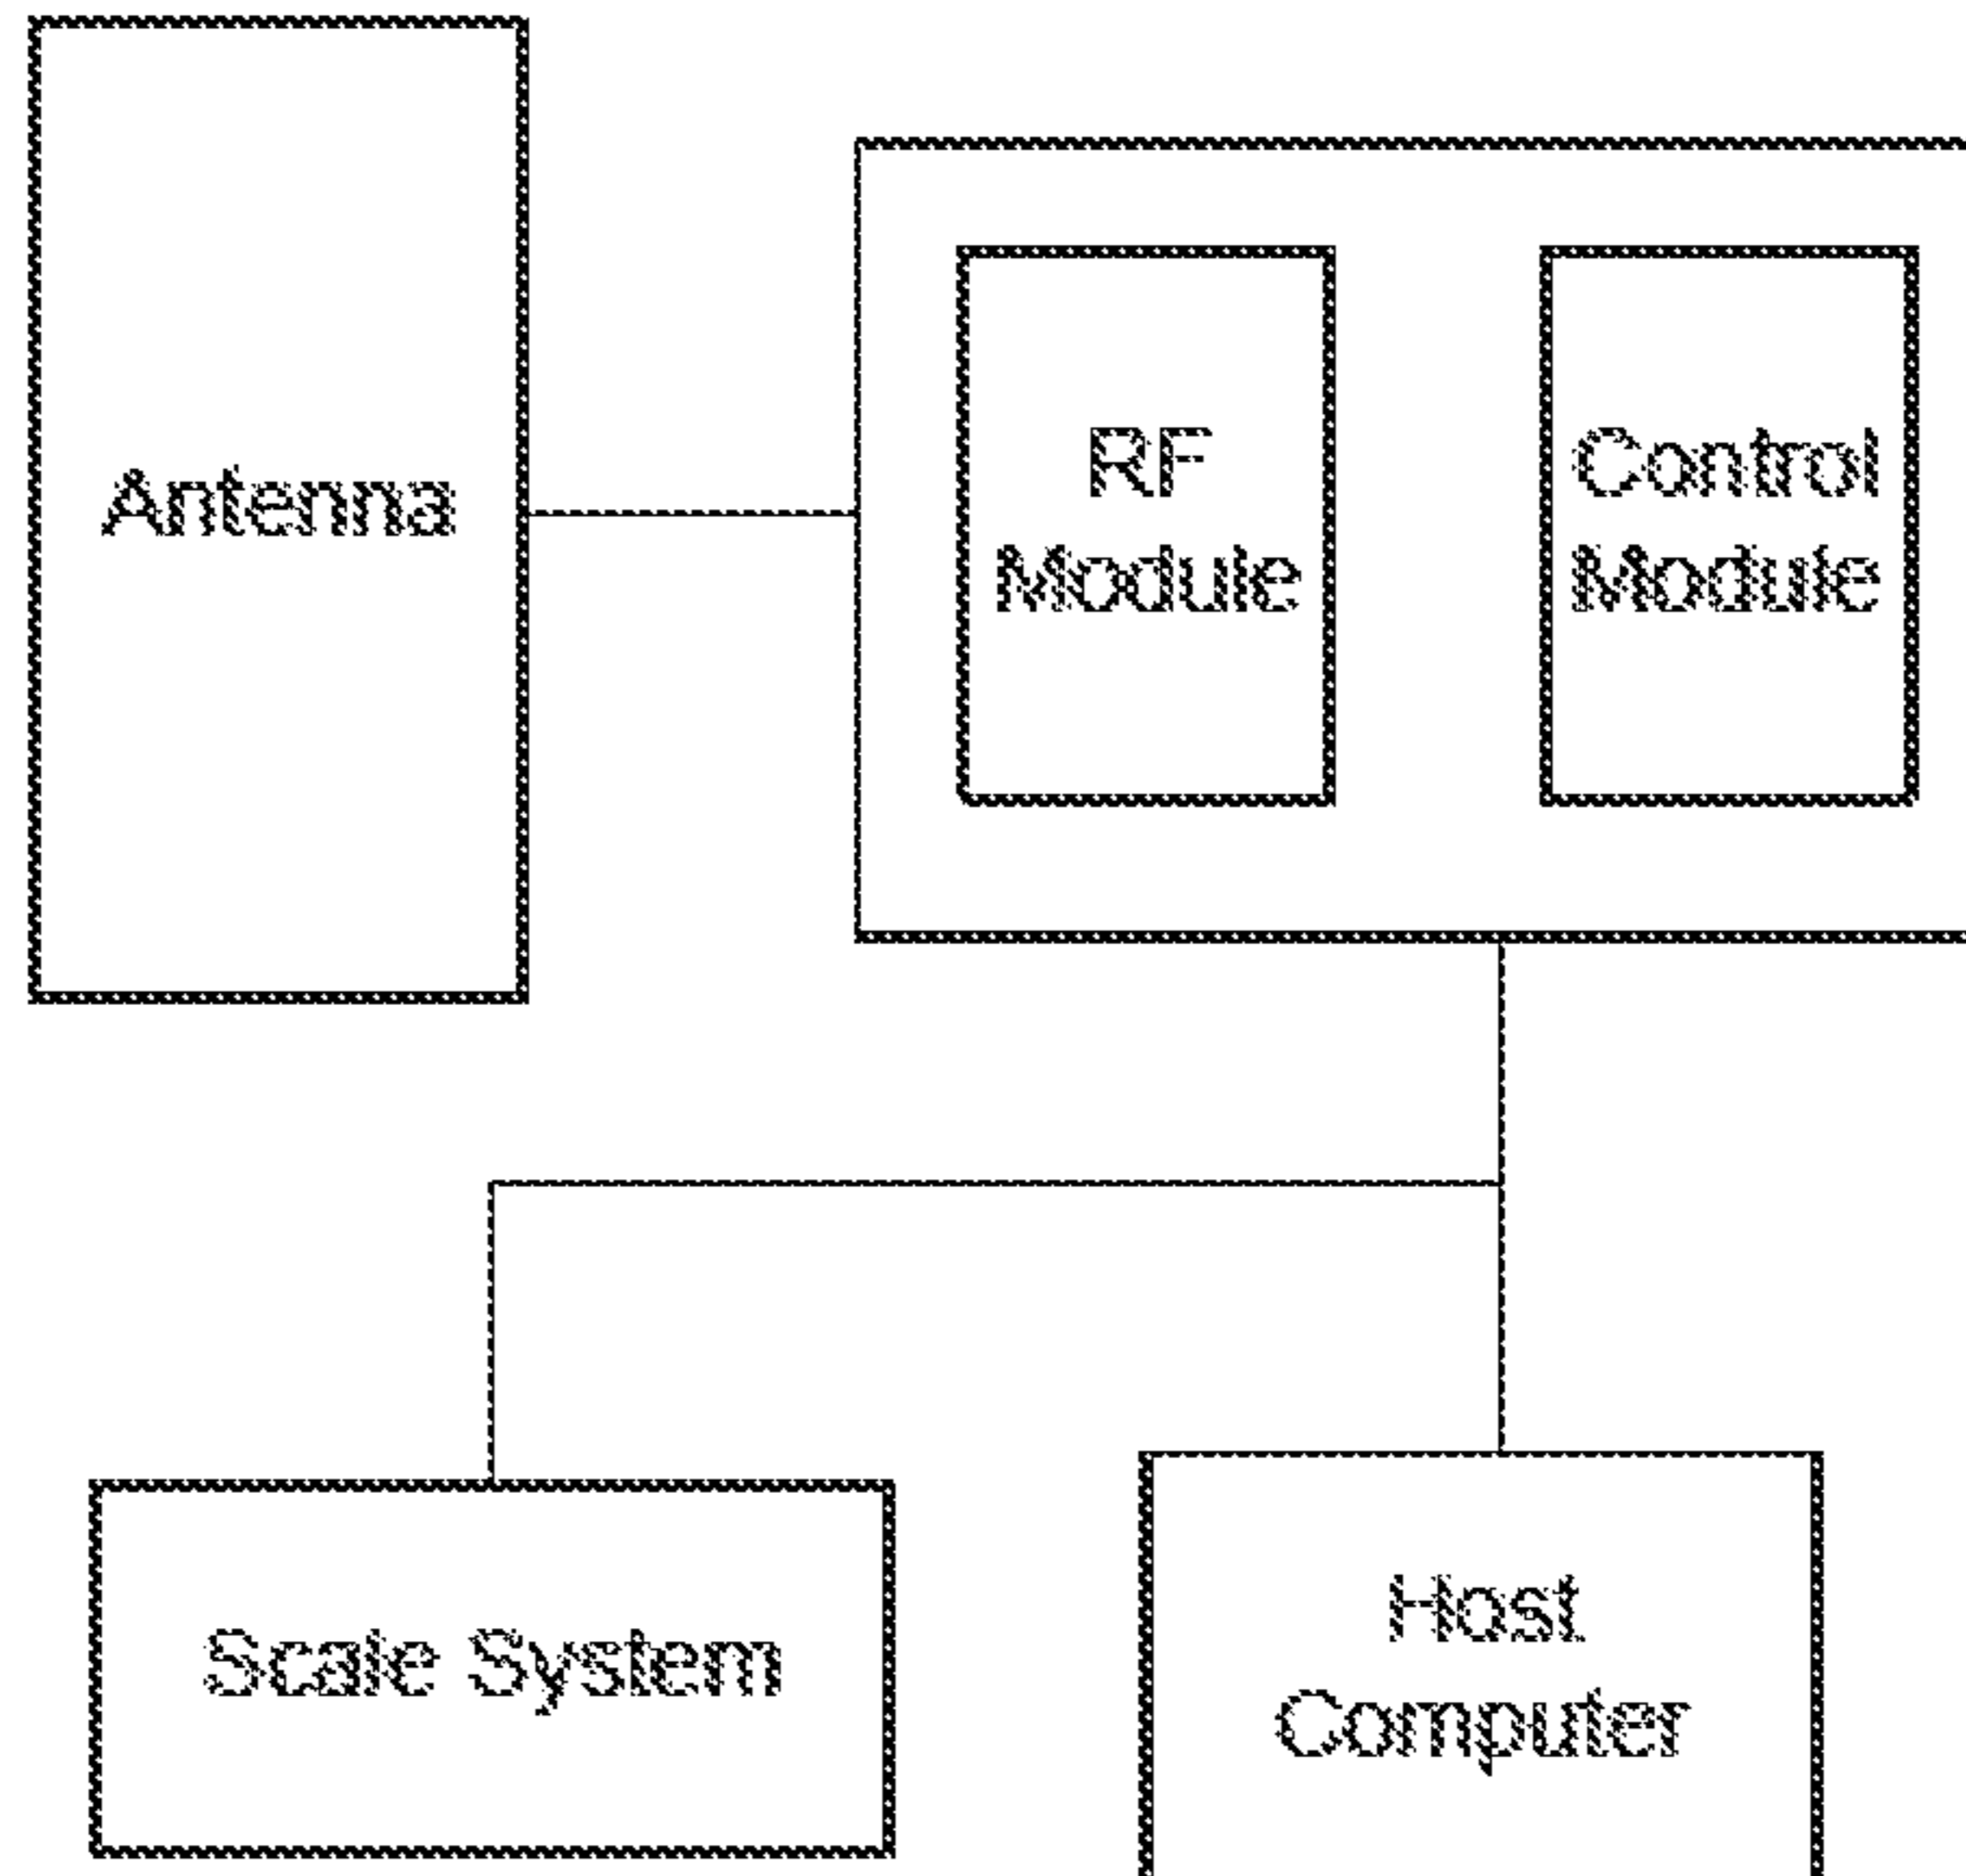 Antenna
RF
Module
Control
Module
Scale System
Host
Computer